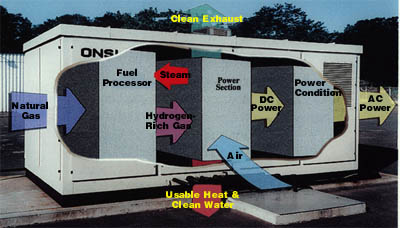 Clean Exhaust
ONSI
Fuel
Processor
Steam
Power
Section
Power
Condition
Natural
Gas
Hydrogen-
Rich Gas
DC
Power
AC
Power
Air
Usable Heat &
Clean Water